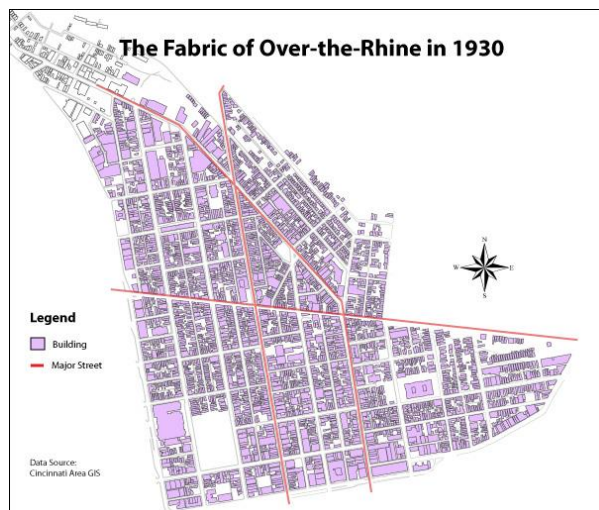 The Fabric of Over-the-Rhine in 1930
N
W E
S
Legend
Building
Major Street
Data Source:
Cincinnati Area GIS